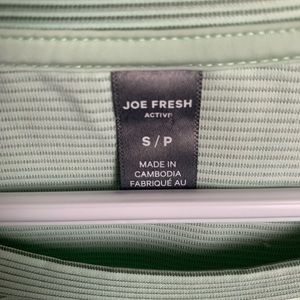 JOE FRESH
ACTIVE
S/P
MADE IN
CAMBODIA
FABRIQUÉ AU